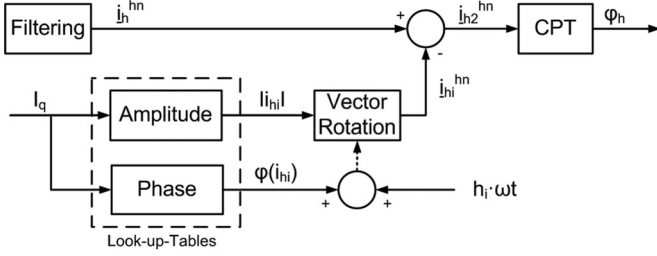 Filtering
i_h^hn
+
-
i_h2^hn
CPT
φ_h
I_q
Amplitude
|i_hi|
Vector
Rotation
i_hi^hn
Phase
φ(i_hi)
+
+
h_i·ωt
Look-up-Tables